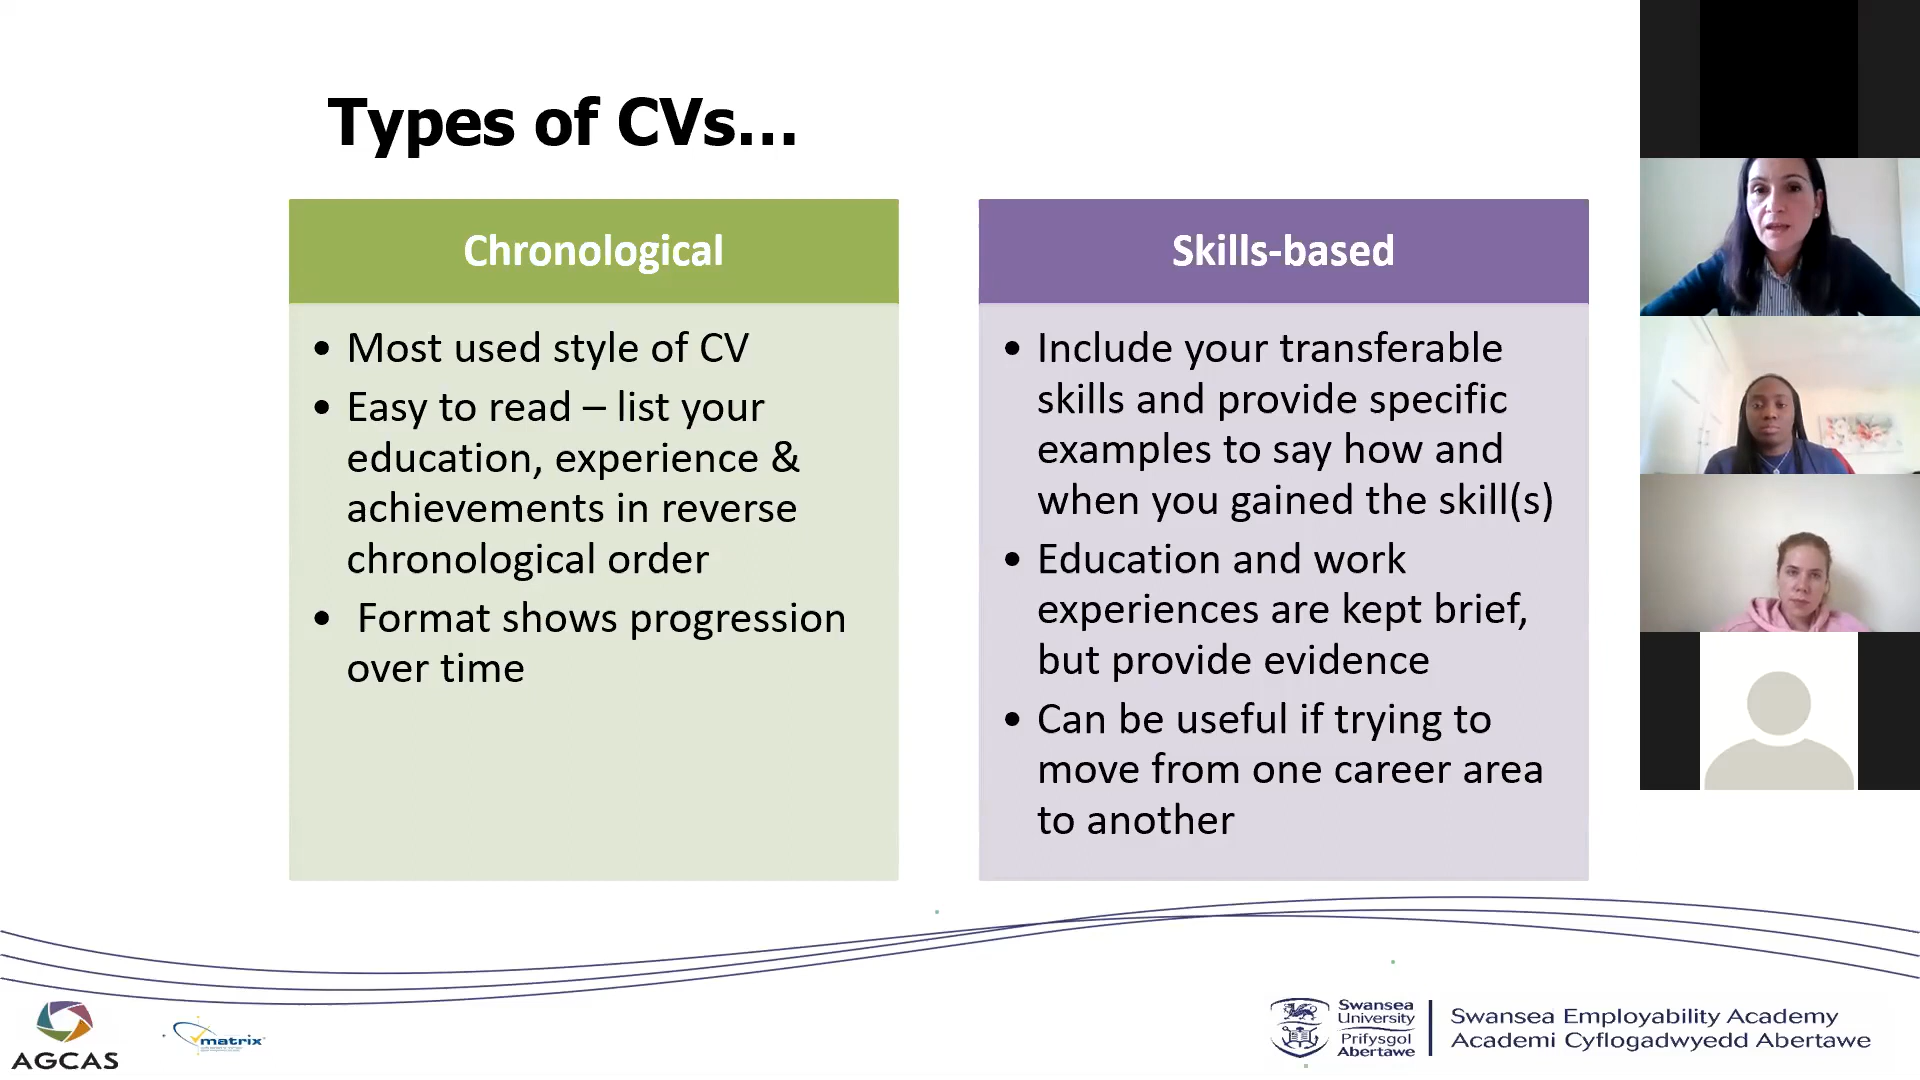 Types of CVs...
Chronological
• Most used style of CV
• Easy to read – list your
education, experience &
achievements in reverse
chronological order
• Format shows progression
over time
Skills-based
• Include your transferable
skills and provide specific
examples to say how and
when you gained the skill(s)
• Education and work
experiences are kept brief,
but provide evidence
• Can be useful if trying to
move from one career area
to another
AGCAS
matrix
Swansea
University
Prifysgol
Abertawe
Swansea Employability Academy
Academi Cyflogadwyedd Abertawe